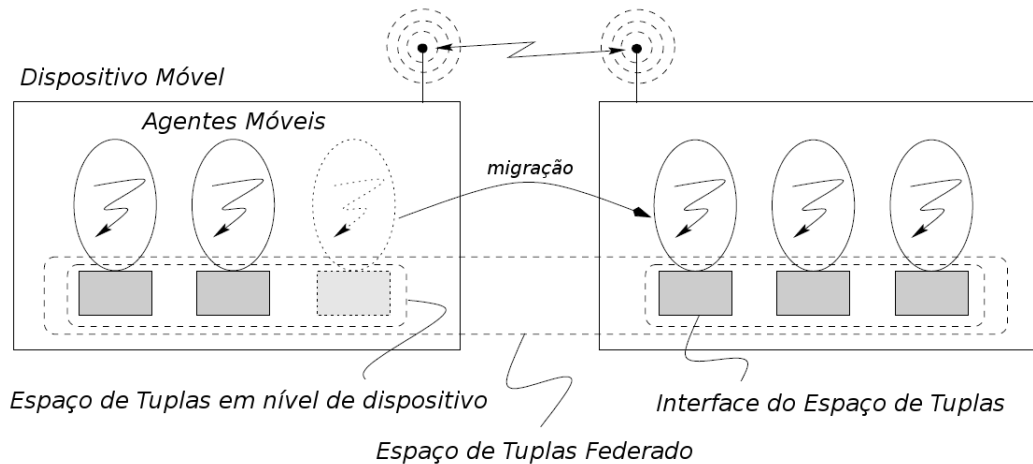 Dispositivo Móvel
Agentes Móveis
migração
Espaço de Tuplas em nível de dispositivo
Interface do Espaço de Tuplas
Espaço de Tuplas Federado